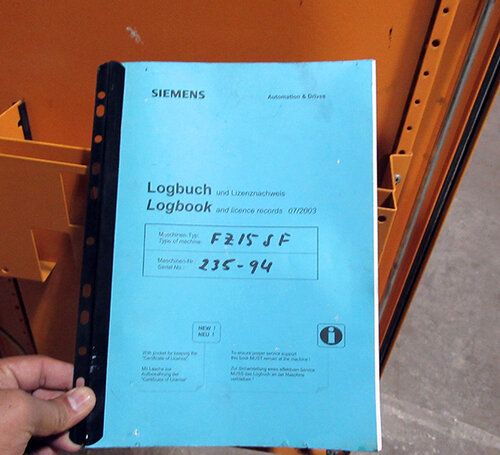 SIEMENS
Automation & Drives
Logbuch und Lizenznachweis
Logbook and licence records 07/2003
Maschinen-Typ:
Type of machine: FZ15 S F
Maschinen-Nr.:
Serial No.: 235-94
NEW !
NEU !
i
With pocket for keeping the
"Certificate of License"
Mit Lasche zur
Aufbewahrung der
"Certificate of License"
To ensure proper service support
this book MUST remain at the machine !
Zur Sicherstellung eines effektiven Service
MUSS das Logbuch an der Maschine
verbleiben !